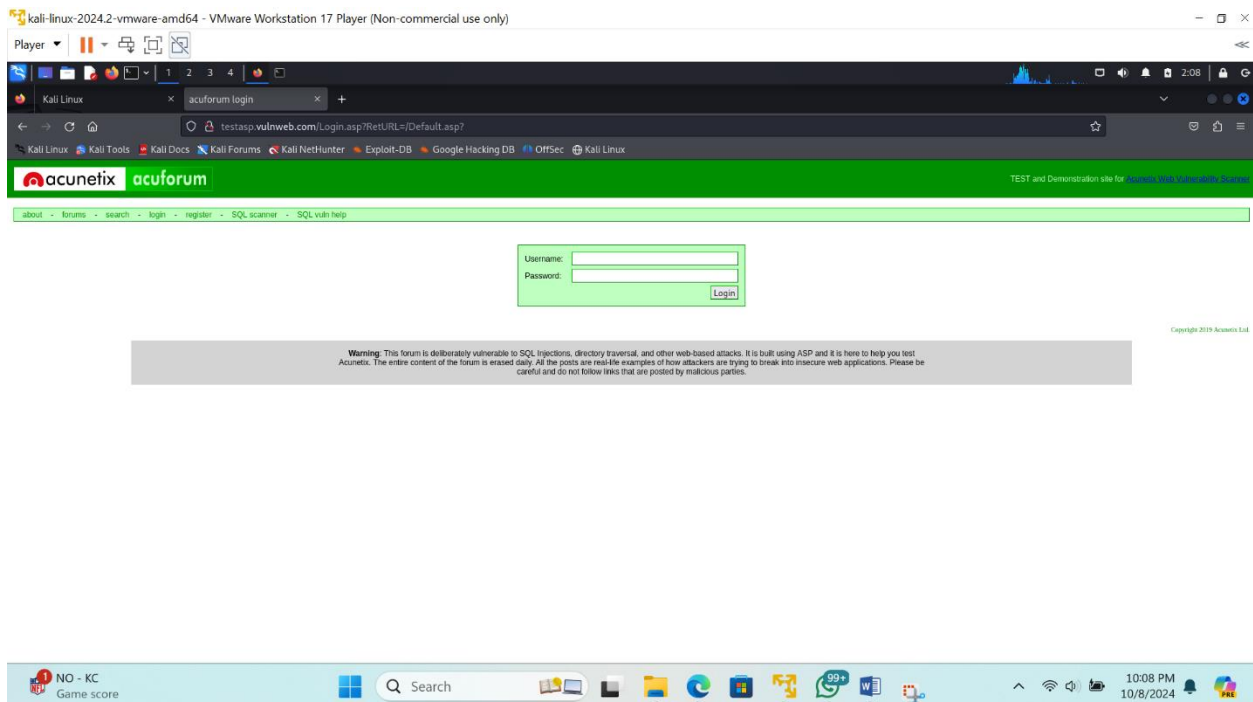 kali-linux-2024.2-vmware-amd64 - VMware Workstation 17 Player (Non-commercial use only)
Player
1 2 3 4
2:08
Kali Linux
acuforum login
testasp.vulnweb.com/Login.asp?RetURL=/Default.asp?
Kali Linux Kali Tools Kali Docs Kali Forums Kali NetHunter Exploit-DB Google Hacking DB OffSec Kali Linux
acunetix acuforum
TEST and Demonstration site for Acunetix Web Vulnerability Scanner
about - forums - search - login - register - SQL scanner - SQL vuln help
Username:
Password:
Login
Copyright 2019 Acunetix Ltd.
Warning: This forum is deliberately vulnerable to SQL Injections, directory traversal, and other web-based attacks. It is built using ASP and it is here to help you test
Acunetix. The entire content of the forum is erased daily. All the posts are real-life examples of how attackers are trying to break into insecure web applications. Please be
careful and do not follow links that are posted by malicious parties.
1
NO - KC
Game score
Search
99+
10:08 PM
10/8/2024
PRE